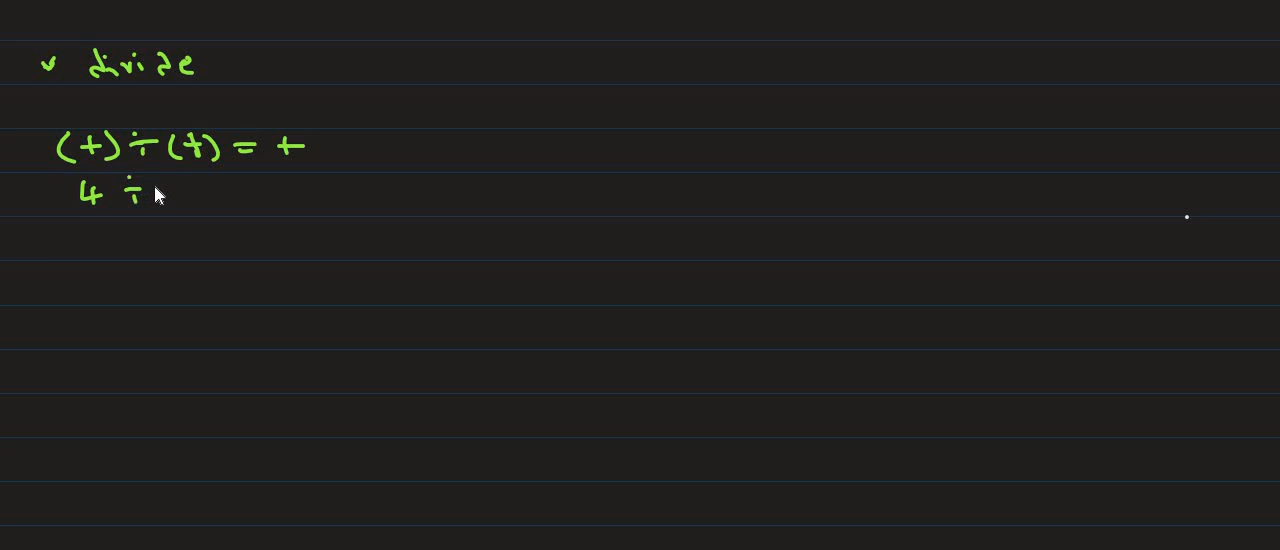 divide
(+) ÷ (+) = +
4 ÷